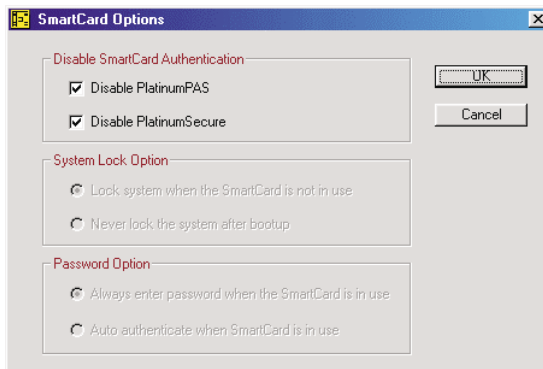 SmartCard Options
Disable SmartCard Authentication
Disable PlatinumPAS
Disable PlatinumSecure
UK
Cancel
System Lock Option
Lock system when the SmartCard is not in use
Never lock the system after bootup
Password Option
Always enter password when the SmartCard is in use
Auto authenticate when SmartCard is in use